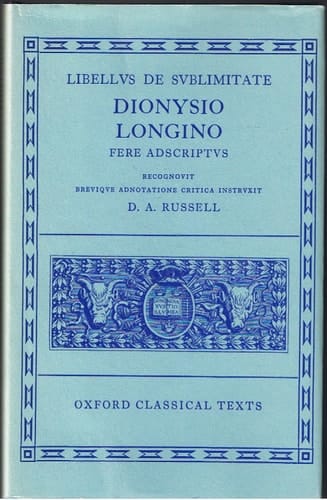 LIBELLVS DE SVBLIMITATE
DIONYSIO
LONGINO
FERE ADSCRIPTVS
RECOGNOVIT
BREVIQVE ADNOTATIONE CRITICA INSTRVXIT
D. A. RUSSELL
OXFORD CLASSICAL TEXTS